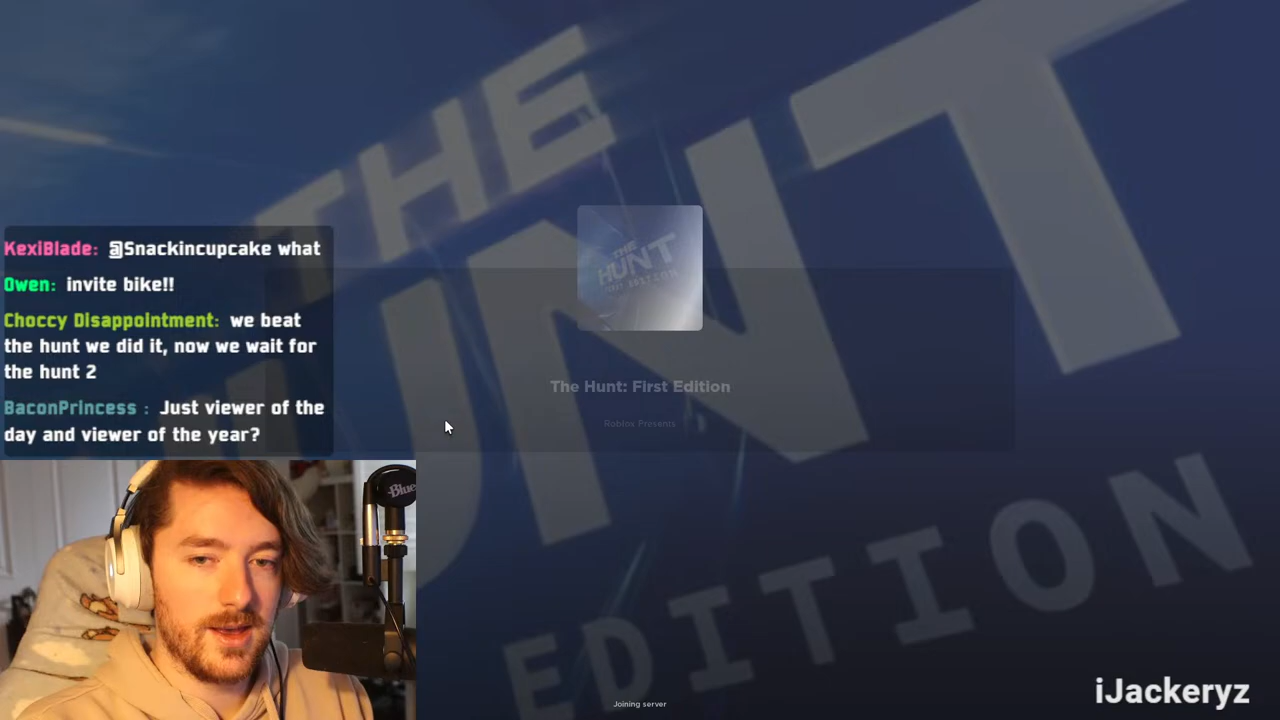 THE
HUNT
EDITION
THE
HUNT
FIRST EDITION
The Hunt: First Edition
Roblox Presents
KexiBlade: @Snackincupcake what
Owen: invite bike!!
Choccy Disappointment: we beat
the hunt we did it, now we wait for
the hunt 2
BaconPrincess : Just viewer of the
day and viewer of the year?
Blue
iJackeryz
Joining server